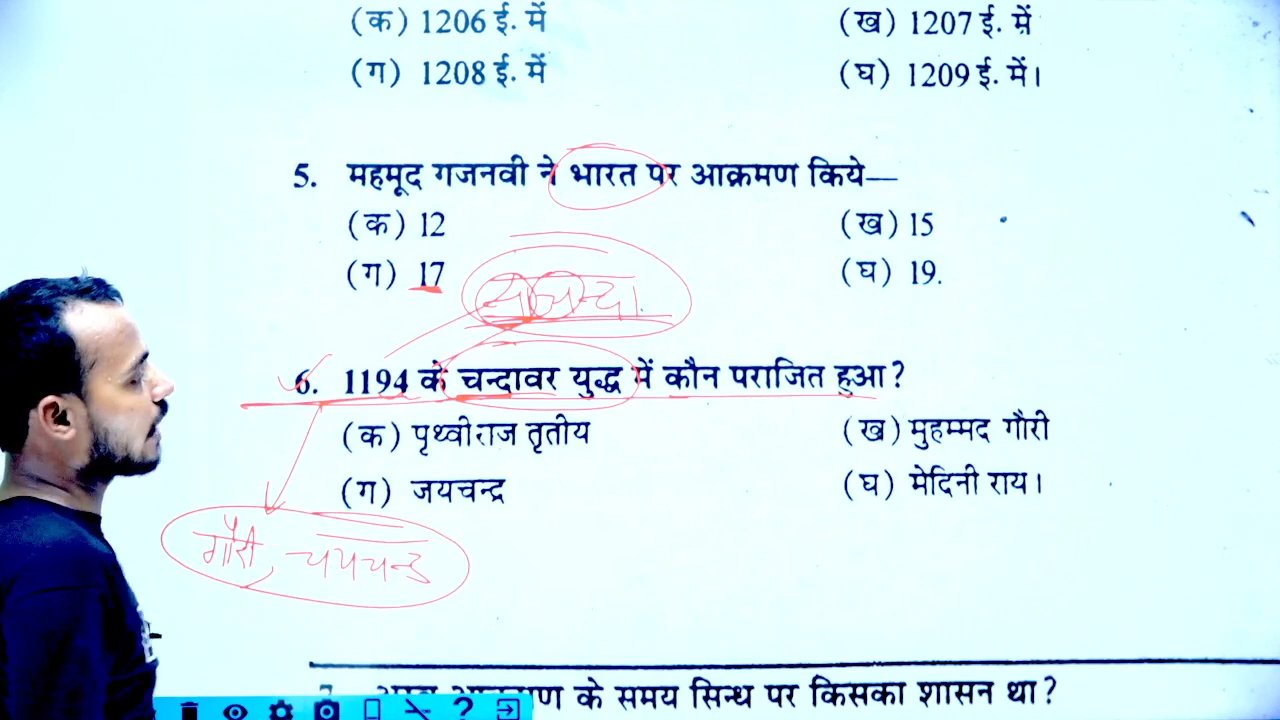 (क) 1206 ई. में (ख) 1207 ई. में
(ग) 1208 ई. में (घ) 1209 ई. में।
5. महमूद गजनवी ने भारत पर आक्रमण किये—
(क) 12 (ख) 15
(ग) 17 (घ) 19.
6. 1194 के चन्दावर युद्ध में कौन पराजित हुआ?
(क) पृथ्वीराज तृतीय (ख) मुहम्मद गौरी
(ग) जयचन्द्र (घ) मेदिनी राय।
गौरी,
के समय सिन्ध पर किसका शासन था?